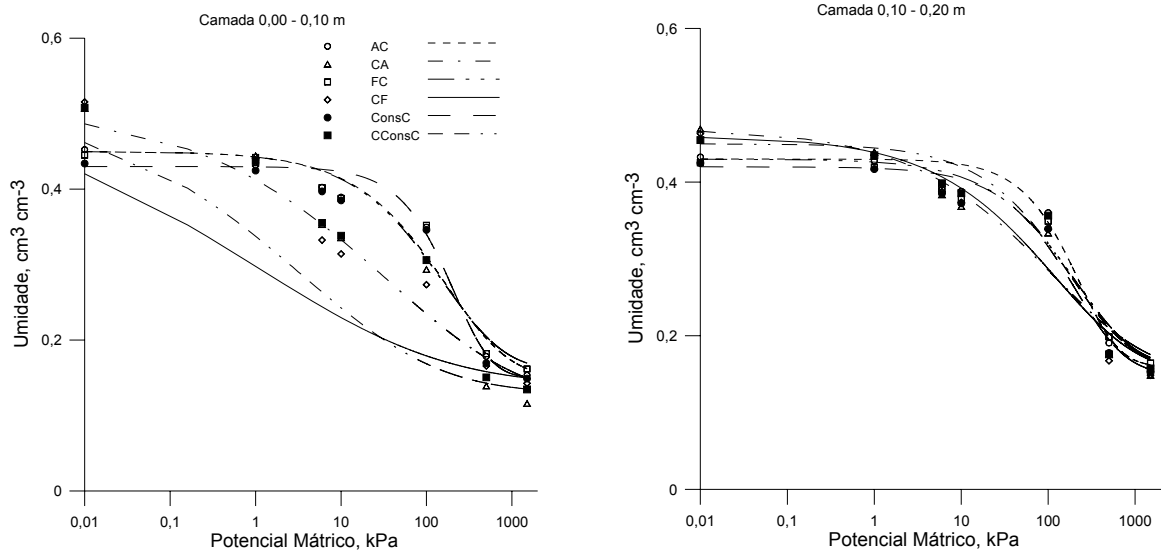 Camada 0,00 - 0,10 m
0,6
0,4
0,2
0
Umidade, cm³ cm-3
AC
CA
FC
CF
ConsC
CConsC
0,01 0,1 1 10 100 1000
Potencial Mátrico, kPa
Camada 0,10 - 0,20 m
0,6
0,4
0,2
0
Umidade, cm³ cm-3
0,01 0,1 1 10 100 1000
Potencial Mátrico, kPa